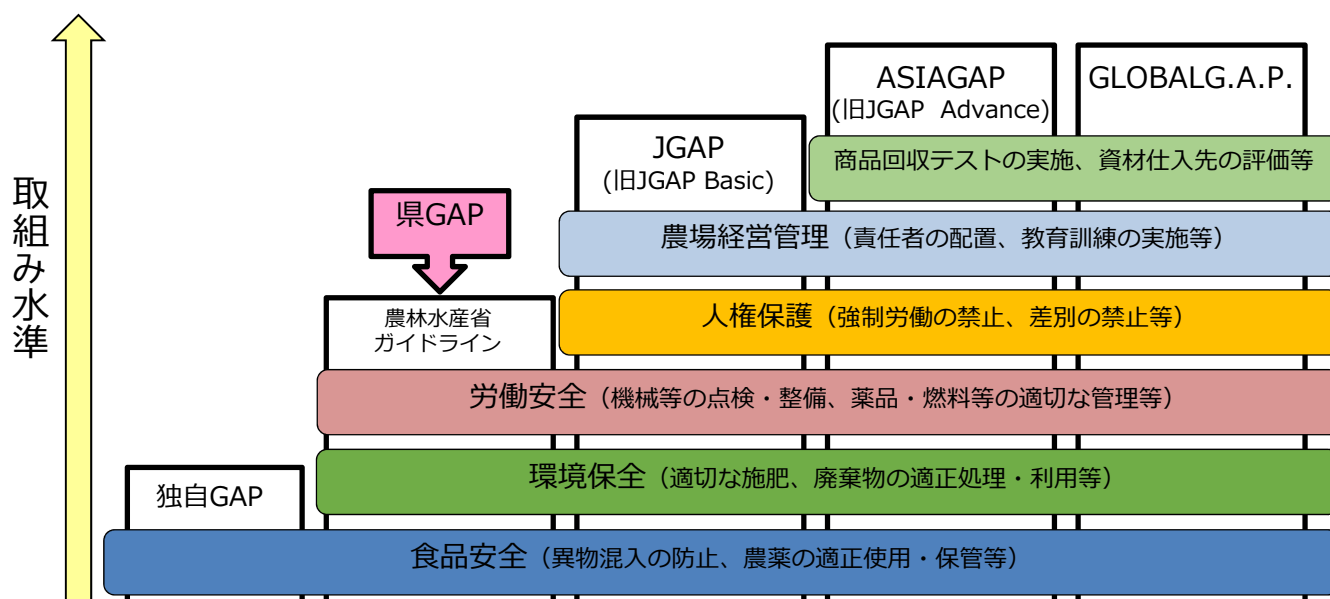 取組み水準
ASIAGAP
(旧JGAP Advance)
GLOBALG.A.P.
JGAP
(旧JGAP Basic)
商品回収テストの実施、資材仕入先の評価等
県GAP
農場経営管理（責任者の配置、教育訓練の実施等）
人権保護（強制労働の禁止、差別の禁止等）
農林水産省
ガイドライン
労働安全（機械等の点検・整備、薬品・燃料等の適切な管理等）
環境保全（適切な施肥、廃棄物の適正処理・利用等）
独自GAP
食品安全（異物混入の防止、農薬の適正使用・保管等）